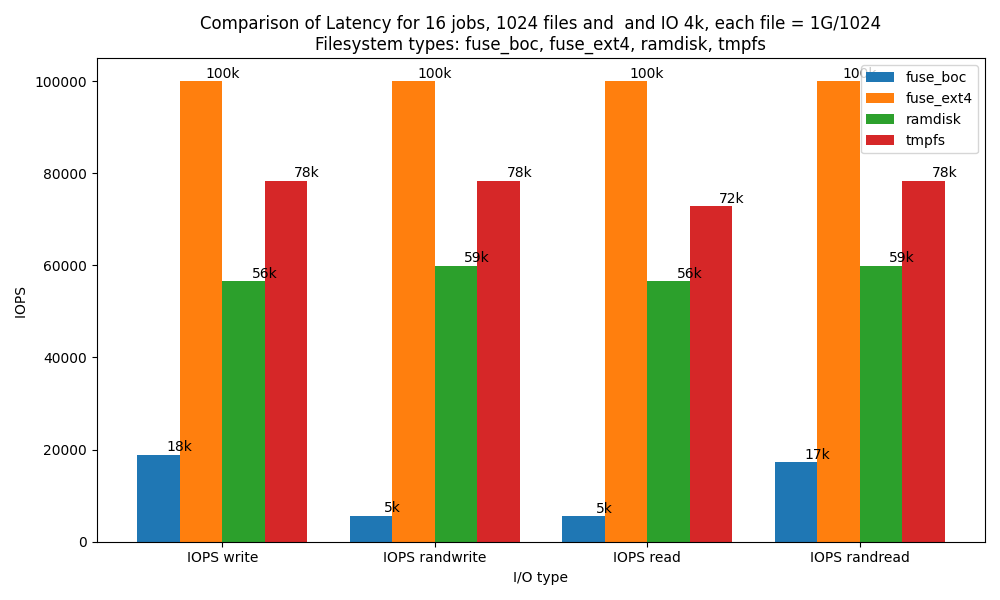 Comparison of Latency for 16 jobs, 1024 files and  and IO 4k, each file = 1G/1024
Filesystem types: fuse_boc, fuse_ext4, ramdisk, tmpfs
100k 100k 100k 100k
fuse_boc
fuse_ext4
ramdisk
tmpfs
100000
80000
60000
40000
20000
0
IOPS
18k
56k
78k
5k
59k
78k
5k
56k
72k
17k
59k
78k
IOPS write IOPS randwrite IOPS read IOPS randread
I/O type